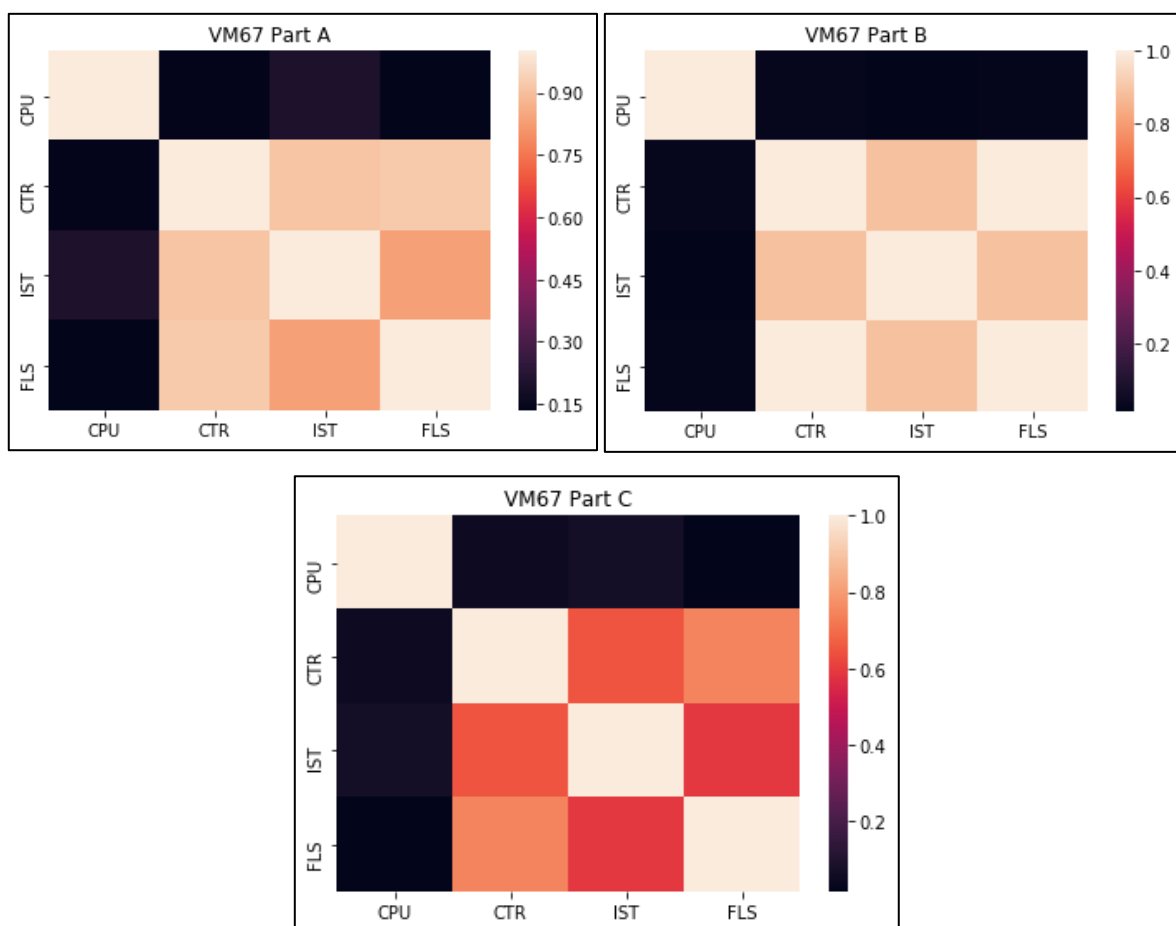 VM67 Part A
CPU
CTR
IST
FLS
CPU CTR IST FLS
0.90
0.75
0.60
0.45
0.30
0.15
VM67 Part B
CPU
CTR
IST
FLS
CPU CTR IST FLS
1.0
0.8
0.6
0.4
0.2
VM67 Part C
CPU
CTR
IST
FLS
CPU CTR IST FLS
1.0
0.8
0.6
0.4
0.2